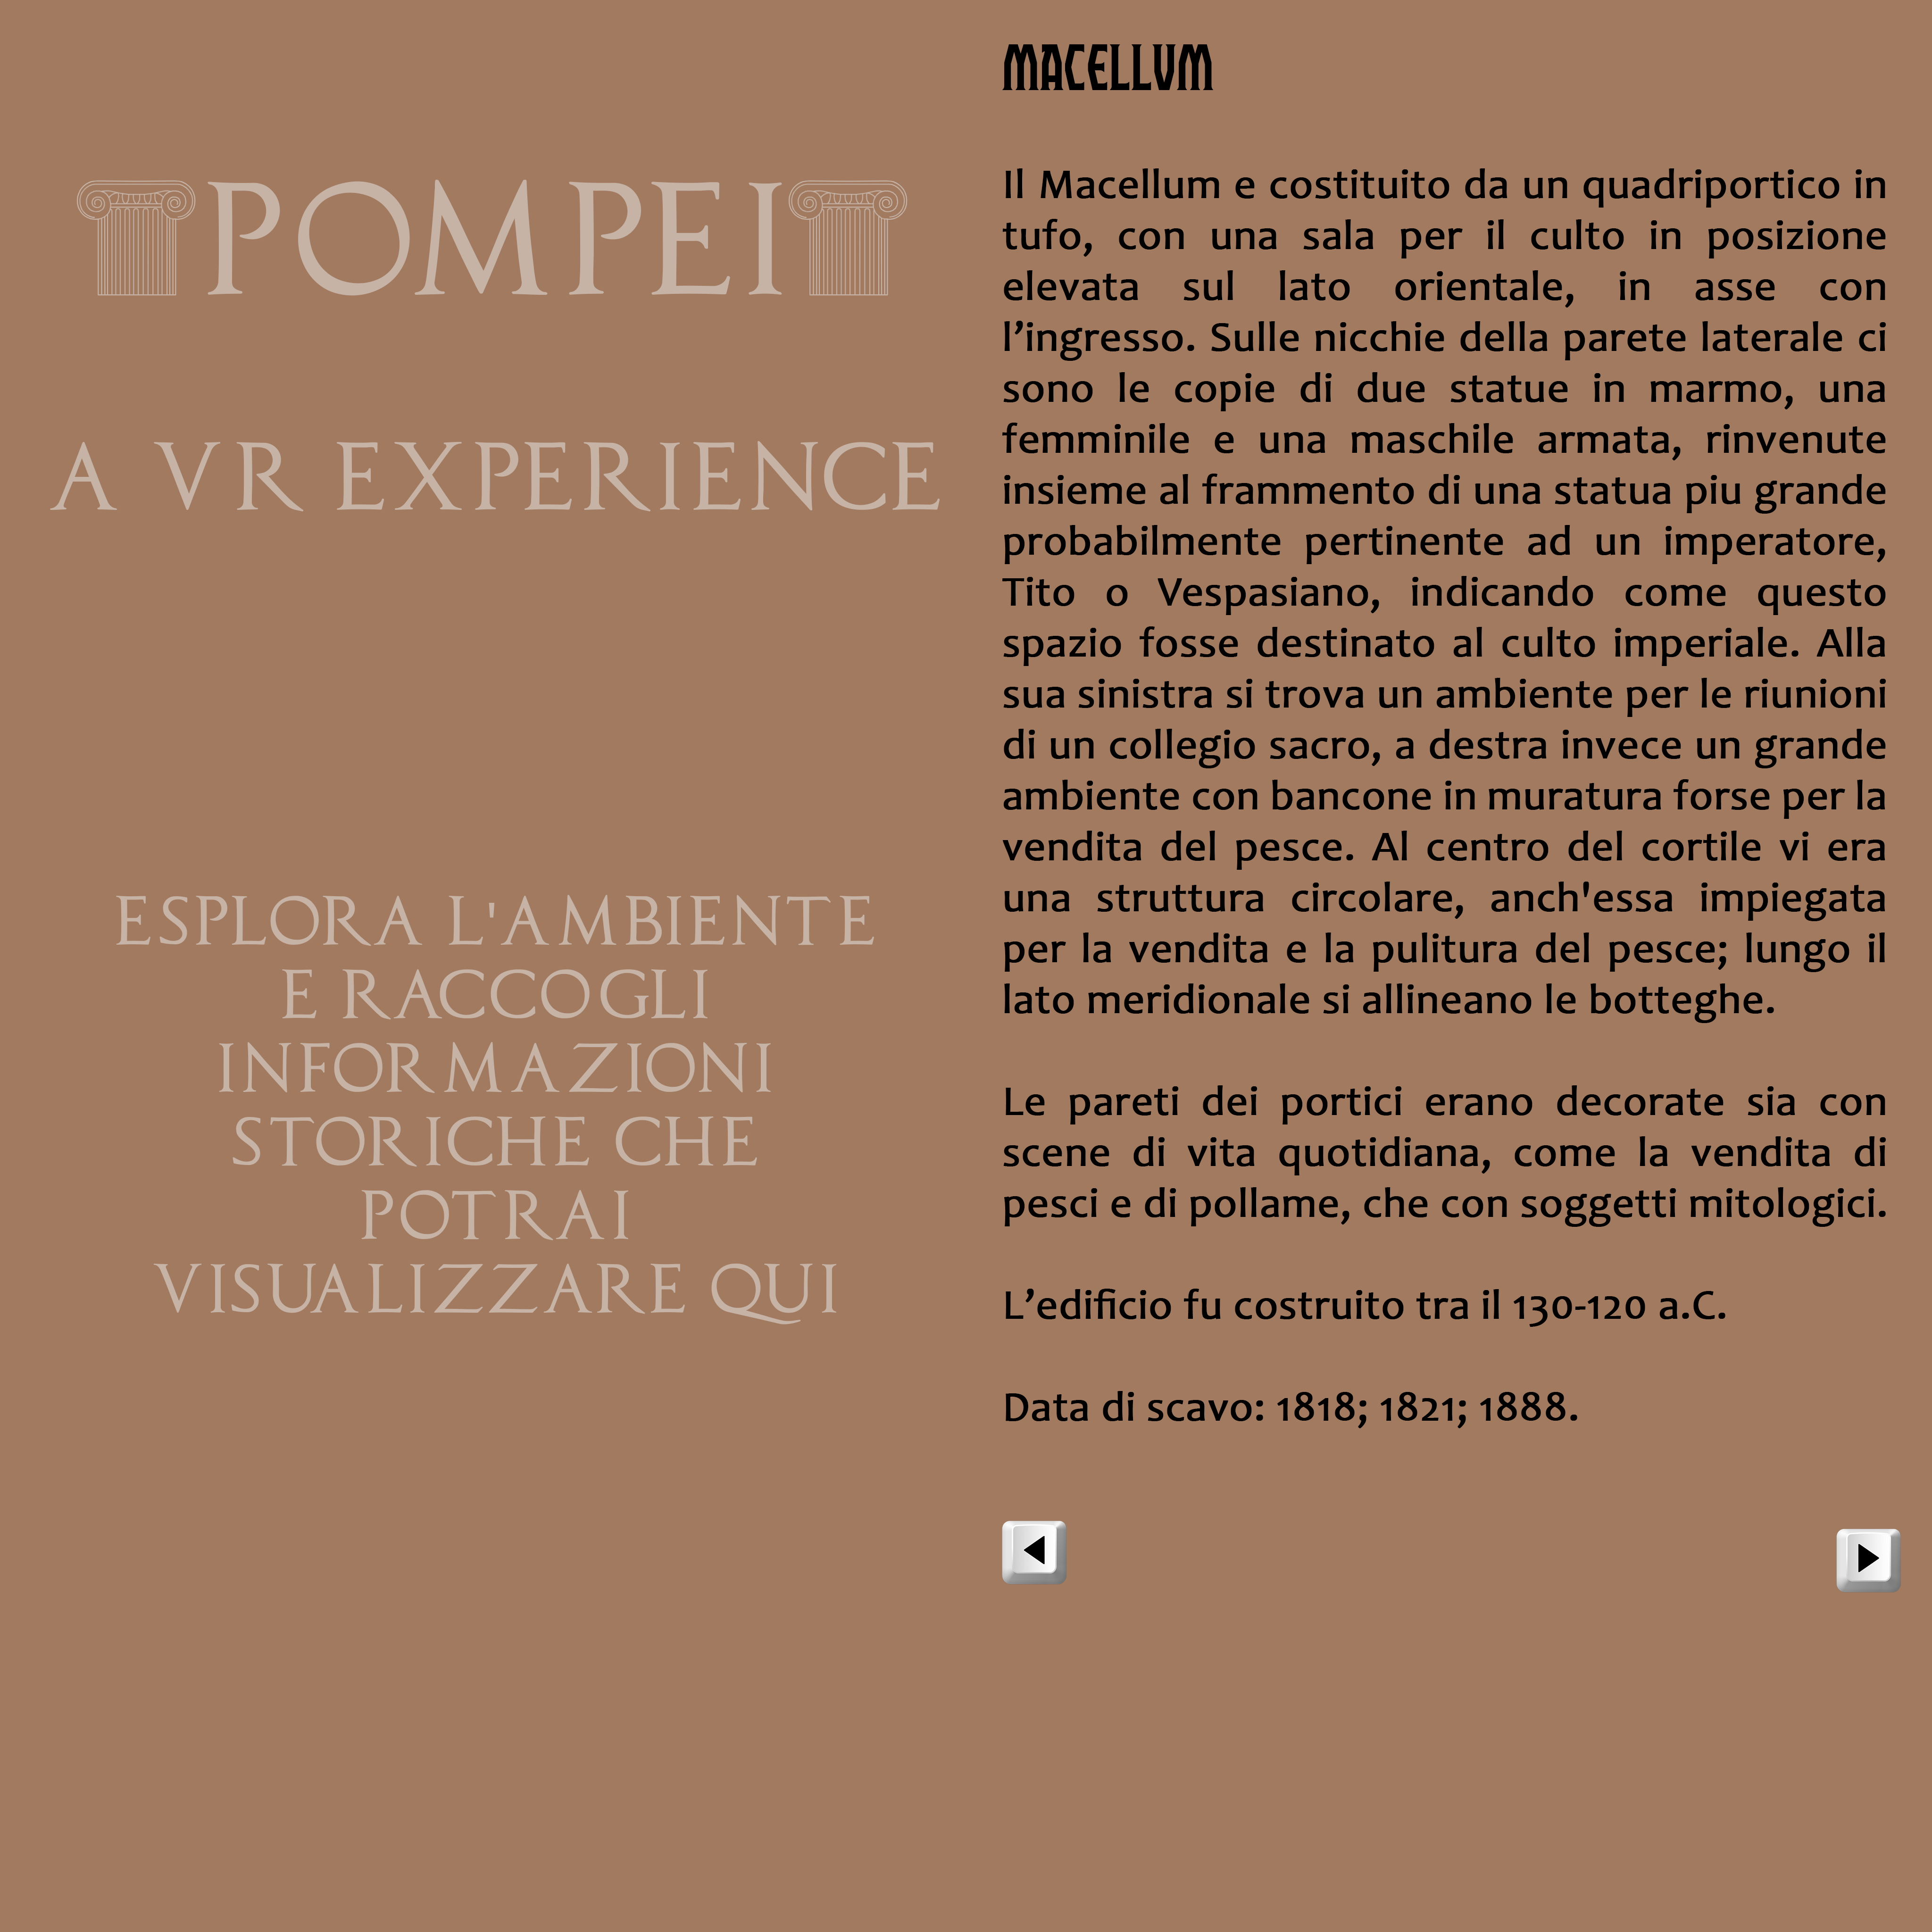 POMPEI
A VR EXPERIENCE
ESPLORA L'AMBIENTE
E RACCOGLI
INFORMAZIONI
STORICHE CHE
POTRAI
VISUALIZZARE QUI
MACELLVM
Il Macellum e costituito da un quadriportico in
tufo, con una sala per il culto in posizione
elevata sul lato orientale, in asse con
l’ingresso. Sulle nicchie della parete laterale ci
sono le copie di due statue in marmo, una
femminile e una maschile armata, rinvenute
insieme al frammento di una statua piu grande
probabilmente pertinente ad un imperatore,
Tito o Vespasiano, indicando come questo
spazio fosse destinato al culto imperiale. Alla
sua sinistra si trova un ambiente per le riunioni
di un collegio sacro, a destra invece un grande
ambiente con bancone in muratura forse per la
vendita del pesce. Al centro del cortile vi era
una struttura circolare, anch'essa impiegata
per la vendita e la pulitura del pesce; lungo il
lato meridionale si allineano le botteghe.
Le pareti dei portici erano decorate sia con
scene di vita quotidiana, come la vendita di
pesci e di pollame, che con soggetti mitologici.
L’edificio fu costruito tra il 130-120 a.C.
Data di scavo: 1818; 1821; 1888.